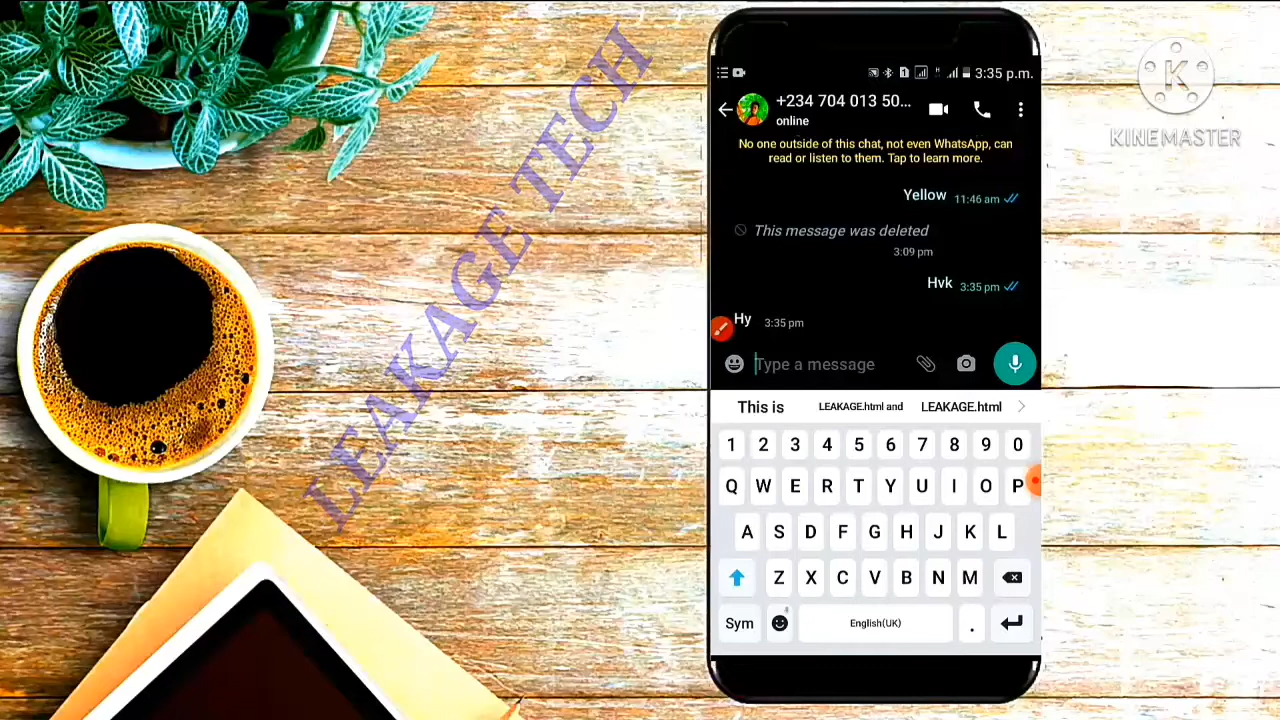 LEAKAGE TECH
K
KINEMASTER
3:35 p.m.
+234 704 013 50...
online
No one outside of this chat, not even WhatsApp, can
read or listen to them. Tap to learn more.
Yellow 11:46 am
This message was deleted
3:09 pm
Hvk 3:35 pm
Hy 3:35 pm
Type a message
This is LEAKAGE.html and LEAKAGE.html
1 2 3 4 5 6 7 8 9 0
Q W E R T Y U I O P
A S D F G H J K L
Z X C V B N M
Sym English(UK) .